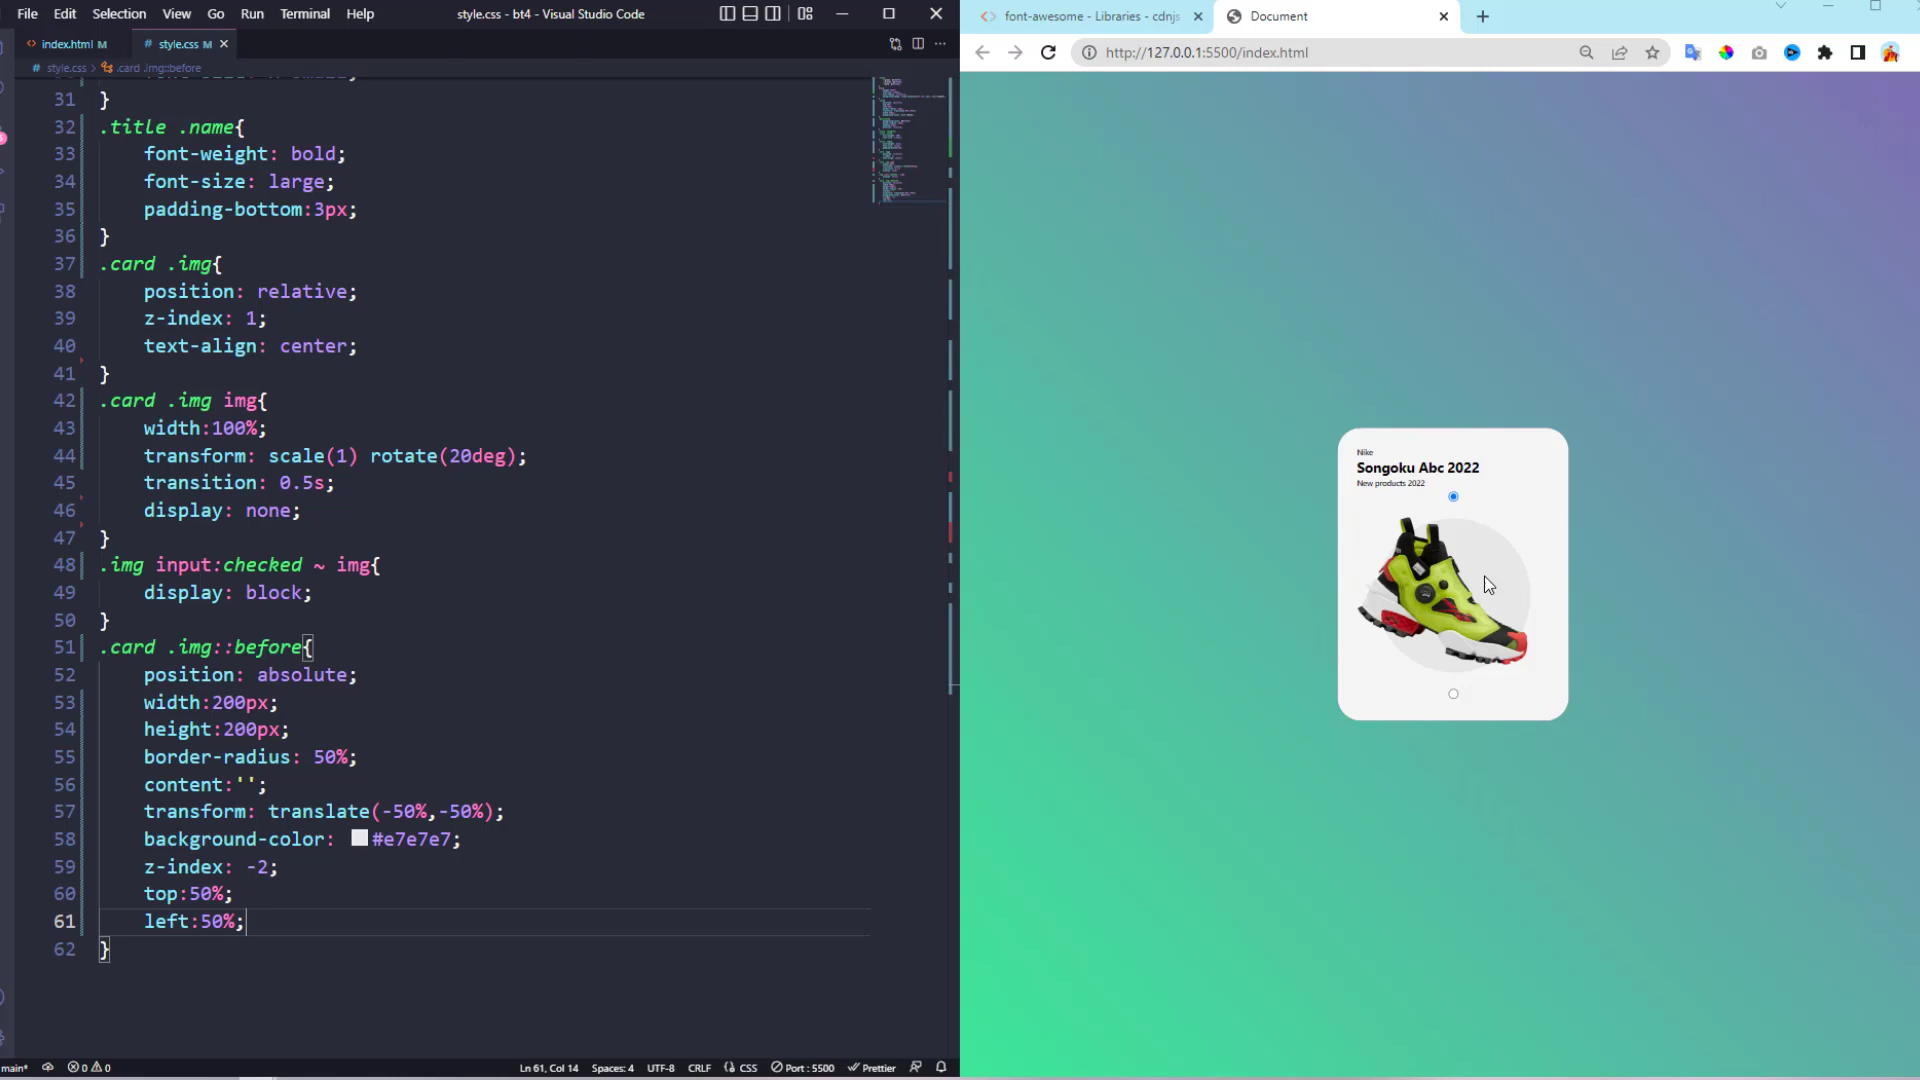 File Edit Selection View Go Run Terminal Help style.css - bt4 - Visual Studio Code
index.html M style.css M
style.css > .card .img::before
31 }
32 .title .name{
33 font-weight: bold;
34 font-size: large;
35 padding-bottom:3px;
36 }
37 .card .img{
38 position: relative;
39 z-index: 1;
40 text-align: center;
41 }
42 .card .img img{
43 width:100%;
44 transform: scale(1) rotate(20deg);
45 transition: 0.5s;
46 display: none;
47 }
48 .img input:checked ~ img{
49 display: block;
50 }
51 .card .img::before{
52 position: absolute;
53 width:200px;
54 height:200px;
55 border-radius: 50%;
56 content:'';
57 transform: translate(-50%,-50%);
58 background-color: #e7e7e7;
59 z-index: -2;
60 top:50%;
61 left:50%;
62 }
main* 0 0 Ln 61, Col 14 Spaces: 4 UTF-8 CRLF CSS Port : 5500 Prettier
font-awesome - Libraries - cdnjs Document
http://127.0.0.1:5500/index.html
Nike
Songoku Abc 2022
New products 2022